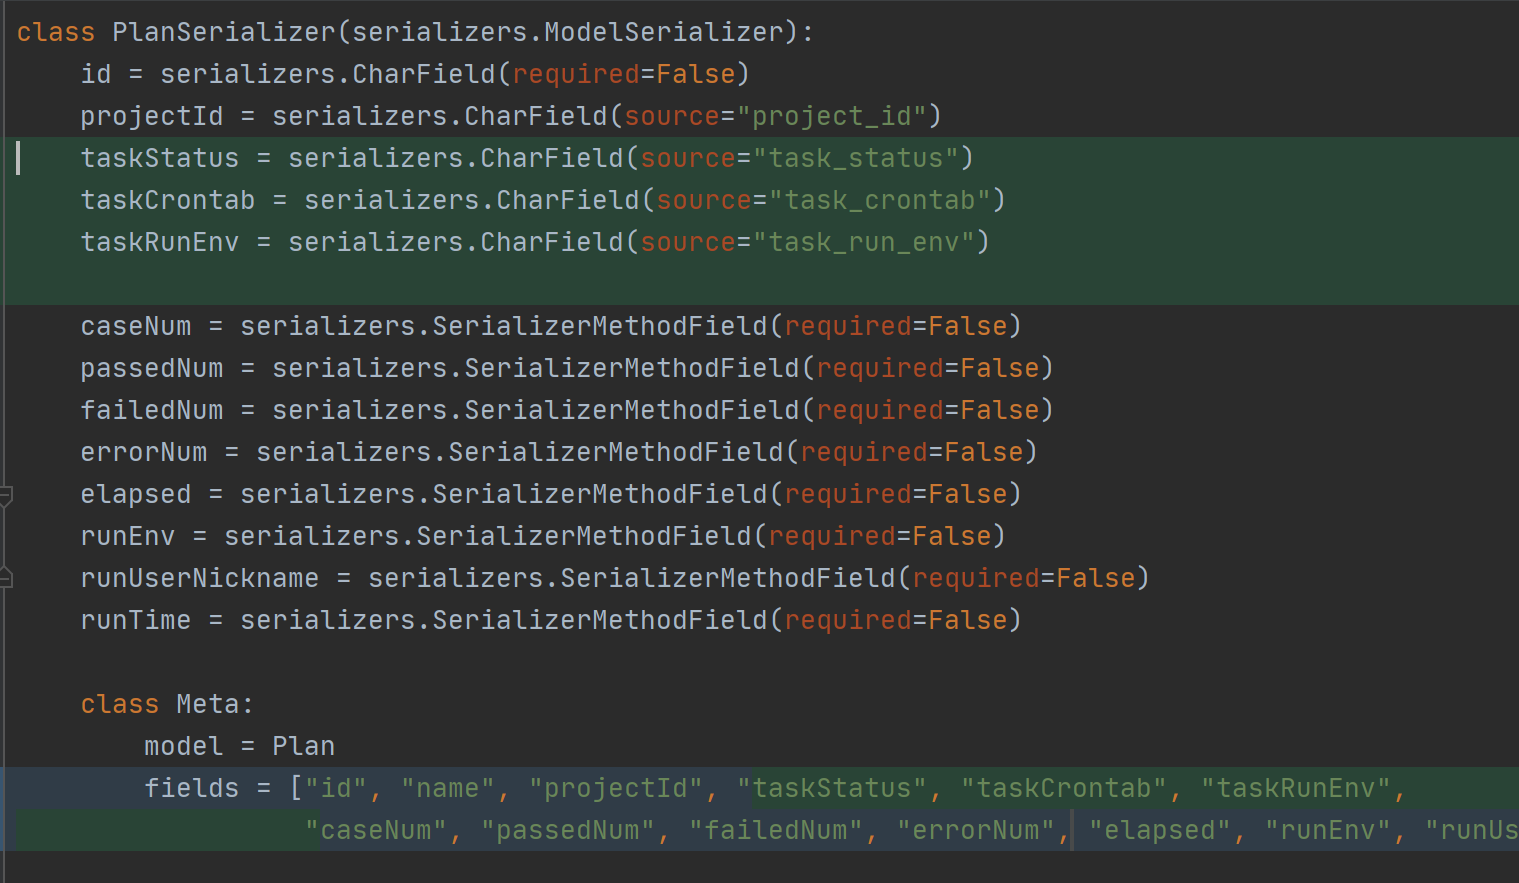 class PlanSerializer(serializers.ModelSerializer):
    id = serializers.CharField(required=False)
    projectId = serializers.CharField(source="project_id")
    taskStatus = serializers.CharField(source="task_status")
    taskCrontab = serializers.CharField(source="task_crontab")
    taskRunEnv = serializers.CharField(source="task_run_env")
    caseNum = serializers.SerializerMethodField(required=False)
    passedNum = serializers.SerializerMethodField(required=False)
    failedNum = serializers.SerializerMethodField(required=False)
    errorNum = serializers.SerializerMethodField(required=False)
    elapsed = serializers.SerializerMethodField(required=False)
    runEnv = serializers.SerializerMethodField(required=False)
    runUserNickname = serializers.SerializerMethodField(required=False)
    runTime = serializers.SerializerMethodField(required=False)
    class Meta:
        model = Plan
        fields = ["id", "name", "projectId", "taskStatus", "taskCrontab", "taskRunEnv",
                  "caseNum", "passedNum", "failedNum", "errorNum", "elapsed", "runEnv", "runUs